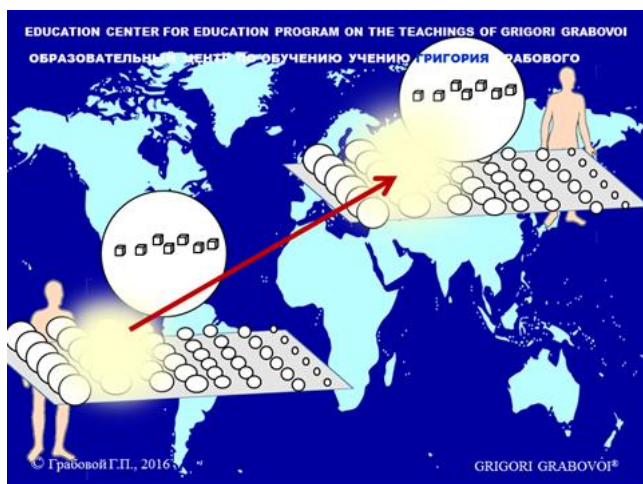 EDUCATION CENTER FOR EDUCATION PROGRAM ON THE TEACHINGS OF GRIGORI GRABOVOI
ОБРАЗОВАТЕЛЬНЫЙ ЦЕНТР ПО ОБУЧЕНИЮ УЧЕНИЮ ГРИГОРИЯ ГРАБОВОГО
© Грабовой Г.П., 2016
GRIGORI GRABOVOI®